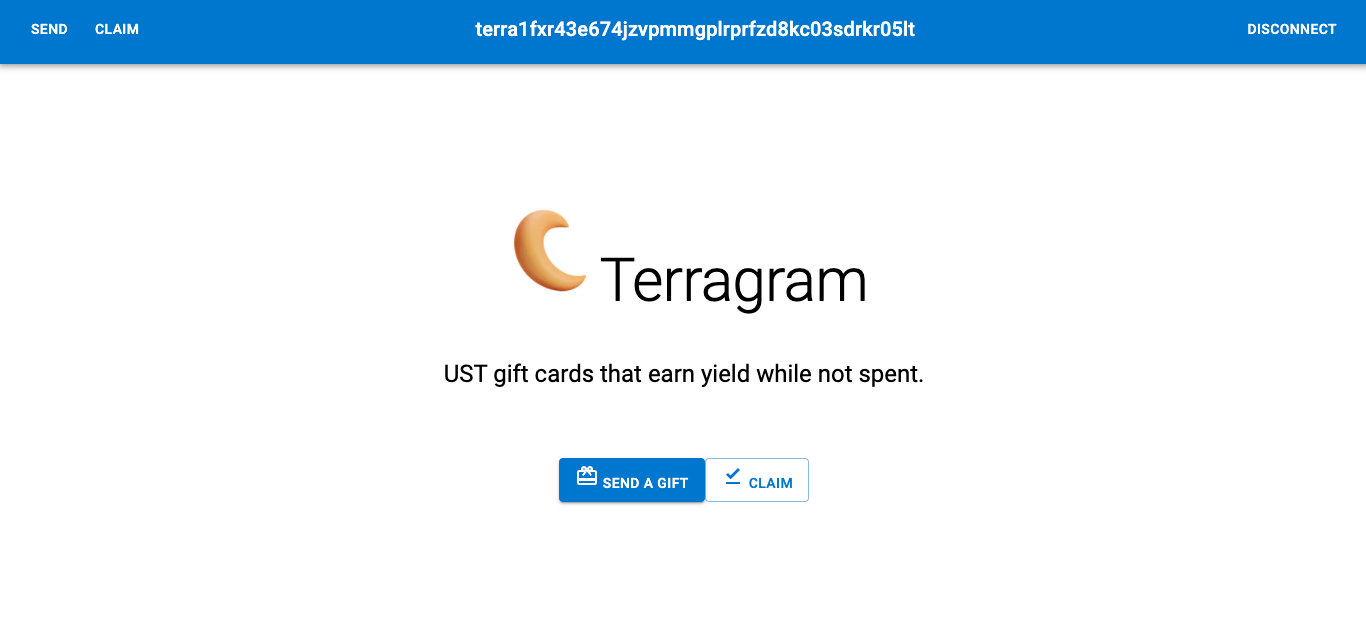 SEND CLAIM terra1fxr43e674jzvpmmgplrprfzd8kc03sdrkr05lt DISCONNECT
Terragram
UST gift cards that earn yield while not spent.
SEND A GIFT CLAIM